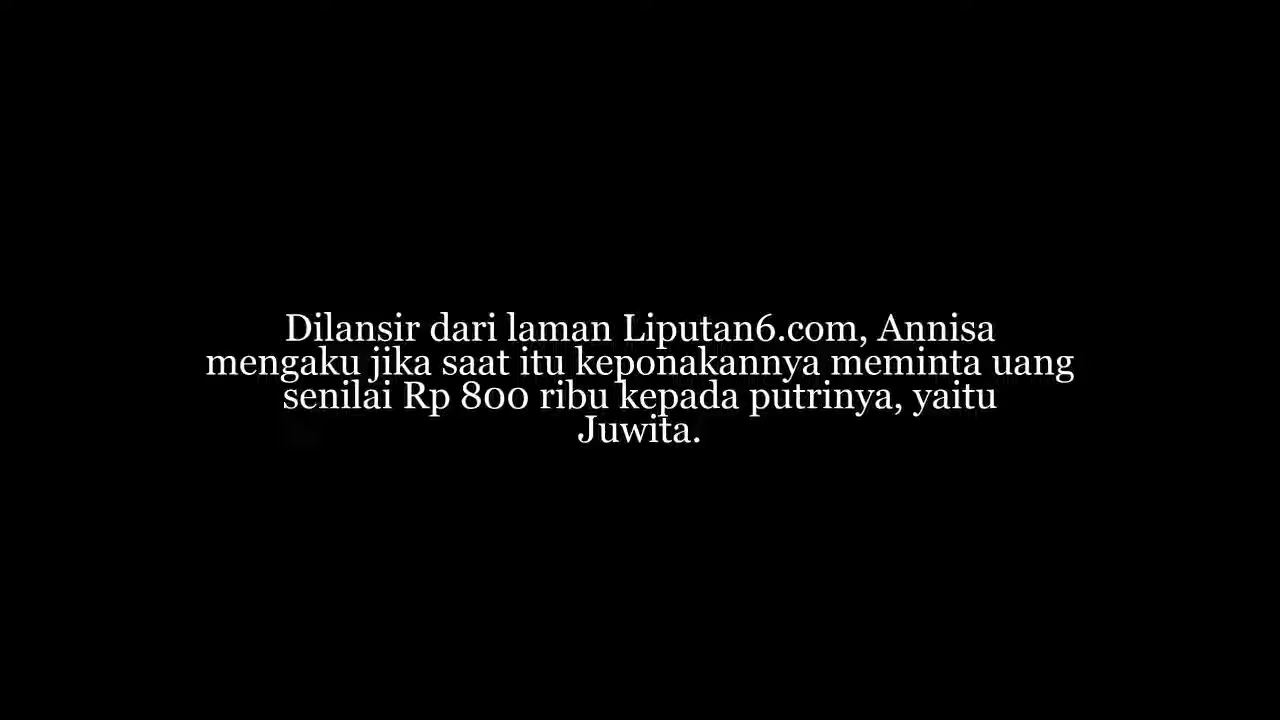 Dilansir dari laman Liputan6.com, Annisa
mengaku jika saat itu keponakannya meminta uang
senilai Rp 800 ribu kepada putrinya, yaitu
Juwita.